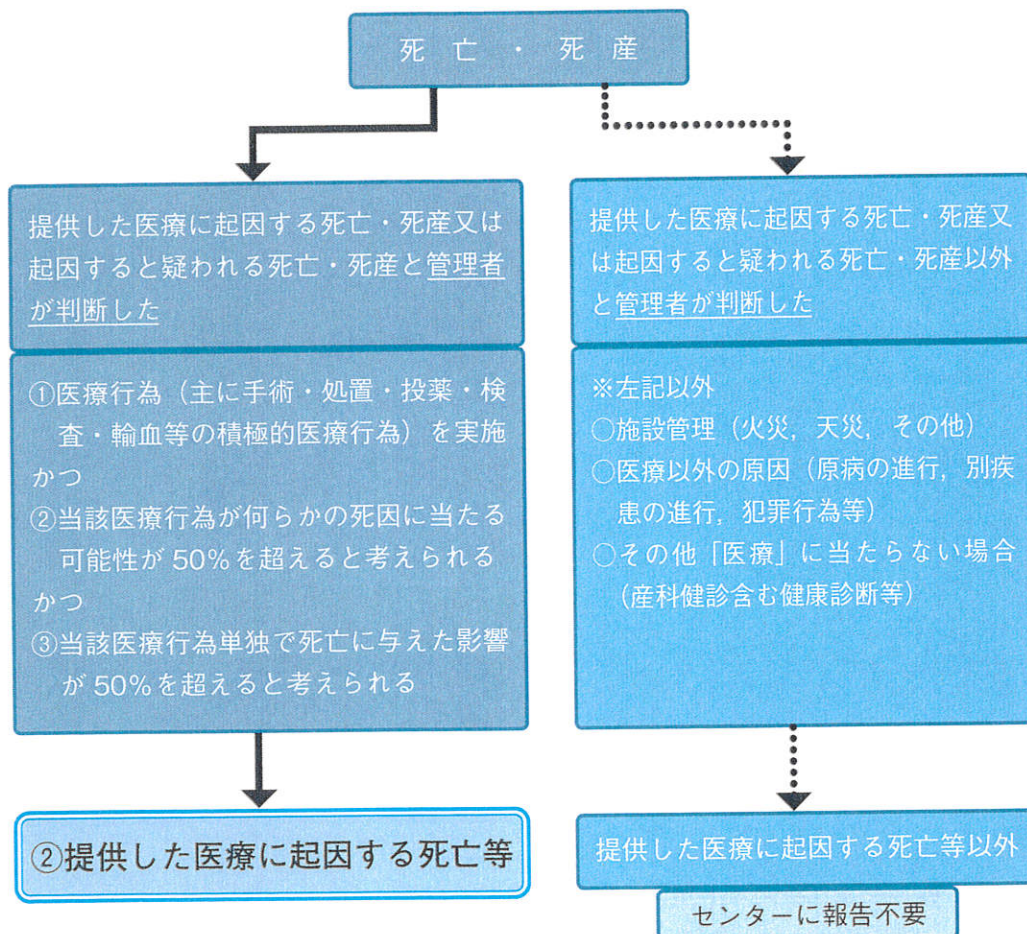 死亡・死産
提供した医療に起因する死亡・死産又は
起因すると疑われる死亡・死産と管理者
が判断した
①医療行為（主に手術・処置・投薬・検
査・輸血等の積極的医療行為）を実施
かつ
②当該医療行為が何らかの死因に当たる
可能性が50％を超えると考えられる
かつ
③当該医療行為単独で死亡に与えた影響
が50％を超えると考えられる
②提供した医療に起因する死亡等
提供した医療に起因する死亡・死産又
は起因すると疑われる死亡・死産以外
と管理者が判断した
※左記以外
○施設管理（火災，天災，その他）
○医療以外の原因（原病の進行，別疾
患の進行，犯罪行為等）
○その他「医療」に当たらない場合
（産科健診含む健康診断等）
提供した医療に起因する死亡等以外
センターに報告不要